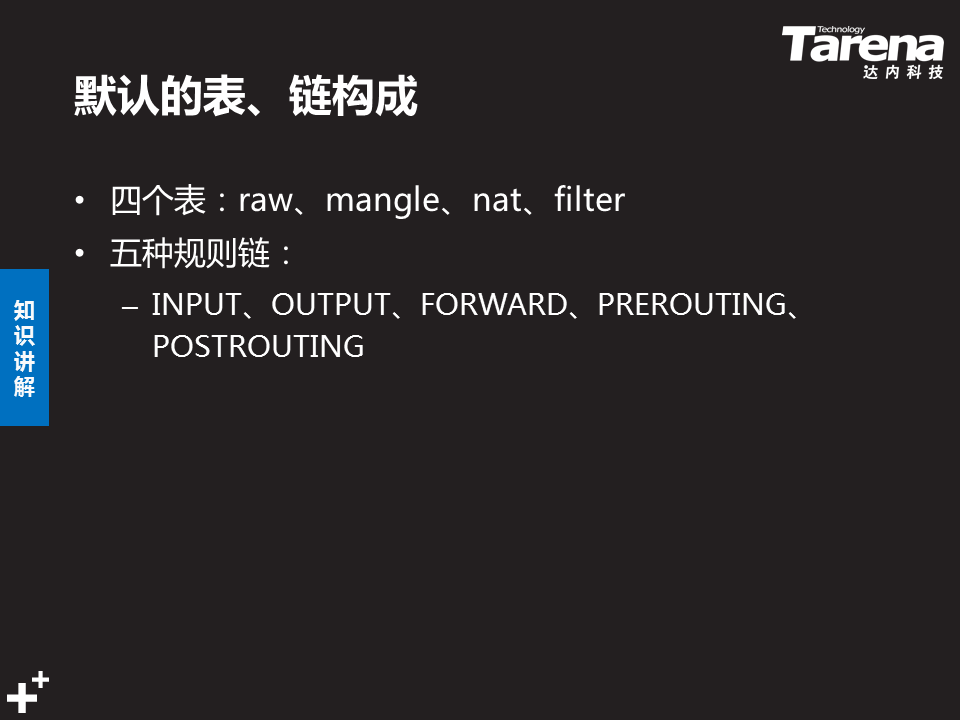 Technology
Tarena
达内科技
默认的表、链构成
• 四个表：raw、mangle、nat、filter
• 五种规则链：
– INPUT、OUTPUT、FORWARD、PREROUTING、
POSTROUTING
知
识
讲
解